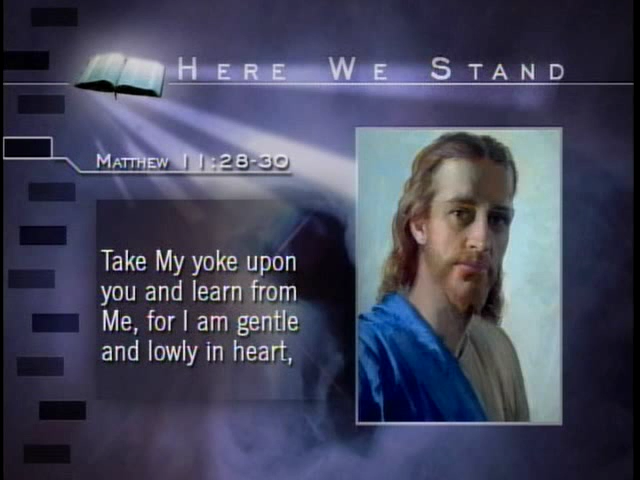 HERE WE STAND
MATTHEW 11:28-30
Take My yoke upon
you and learn from
Me, for I am gentle
and lowly in heart,